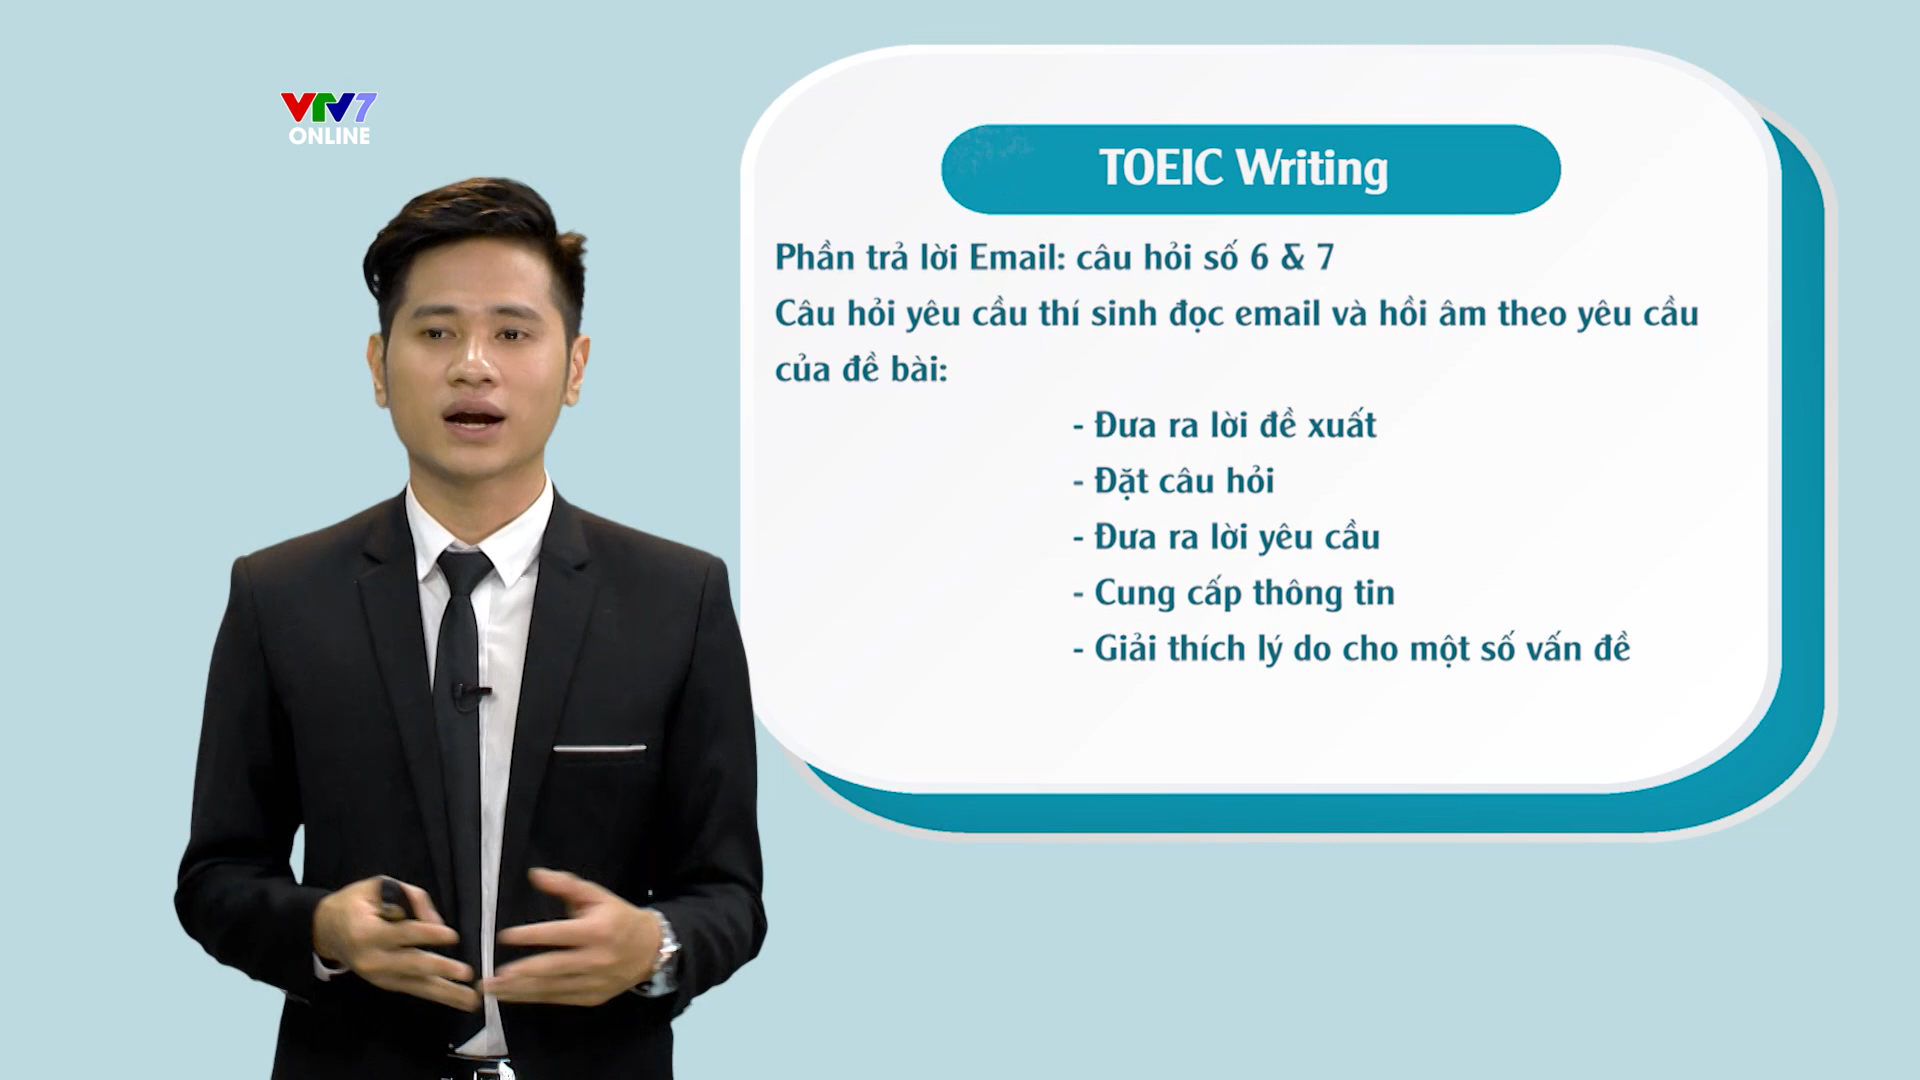 VTV7
ONLINE
TOEIC Writing
Phần trả lời Email: câu hỏi số 6 & 7
Câu hỏi yêu cầu thí sinh đọc email và hồi âm theo yêu cầu
của đề bài:
- Đưa ra lời đề xuất
- Đặt câu hỏi
- Đưa ra lời yêu cầu
- Cung cấp thông tin
- Giải thích lý do cho một số vấn đề